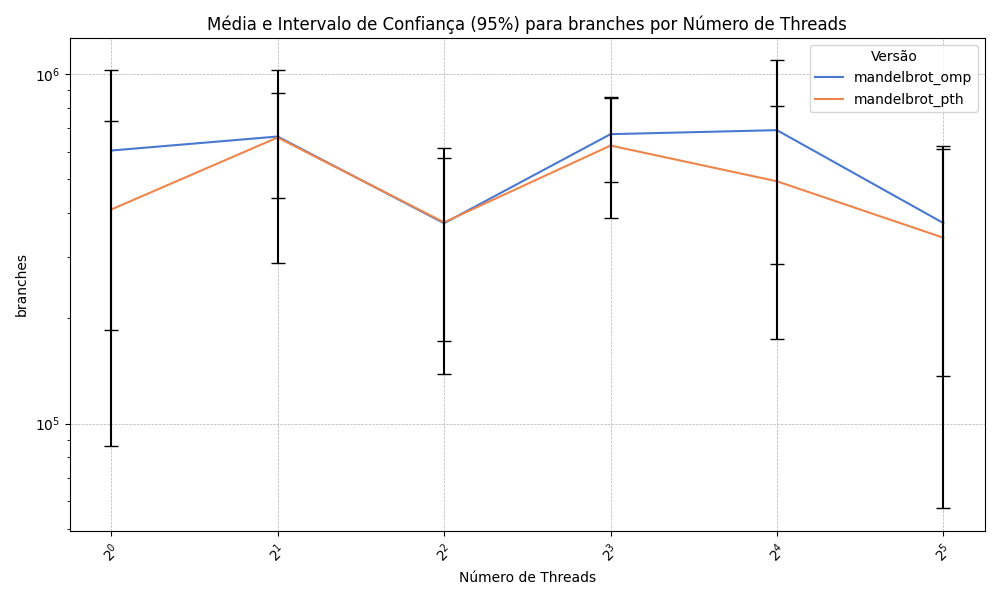 Média e Intervalo de Confiança (95%) para branches por Número de Threads
Versão
mandelbrot_omp
mandelbrot_pth
branches
10⁶
10⁵
2⁰
2¹
2²
2³
2⁴
2⁵
Número de Threads